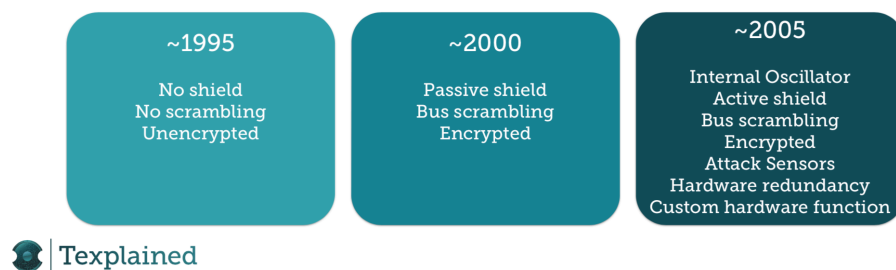 ~1995
No shield
No scrambling
Unencrypted
~2000
Passive shield
Bus scrambling
Encrypted
~2005
Internal Oscillator
Active shield
Bus scrambling
Encrypted
Attack Sensors
Hardware redundancy
Custom hardware function
Texplained